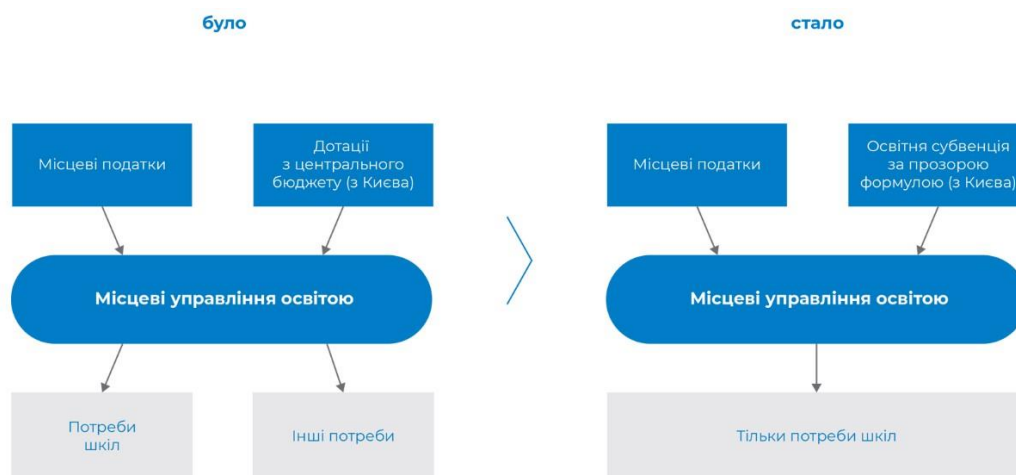 було
стало
Місцеві податки
Дотації
з центрального
бюджету (з Києва)
Місцеві податки
Освітня субвенція
за прозорою
формулою (з Києва)
Місцеві управління освітою
Місцеві управління освітою
Потреби
шкіл
Інші потреби
Тільки потреби шкіл